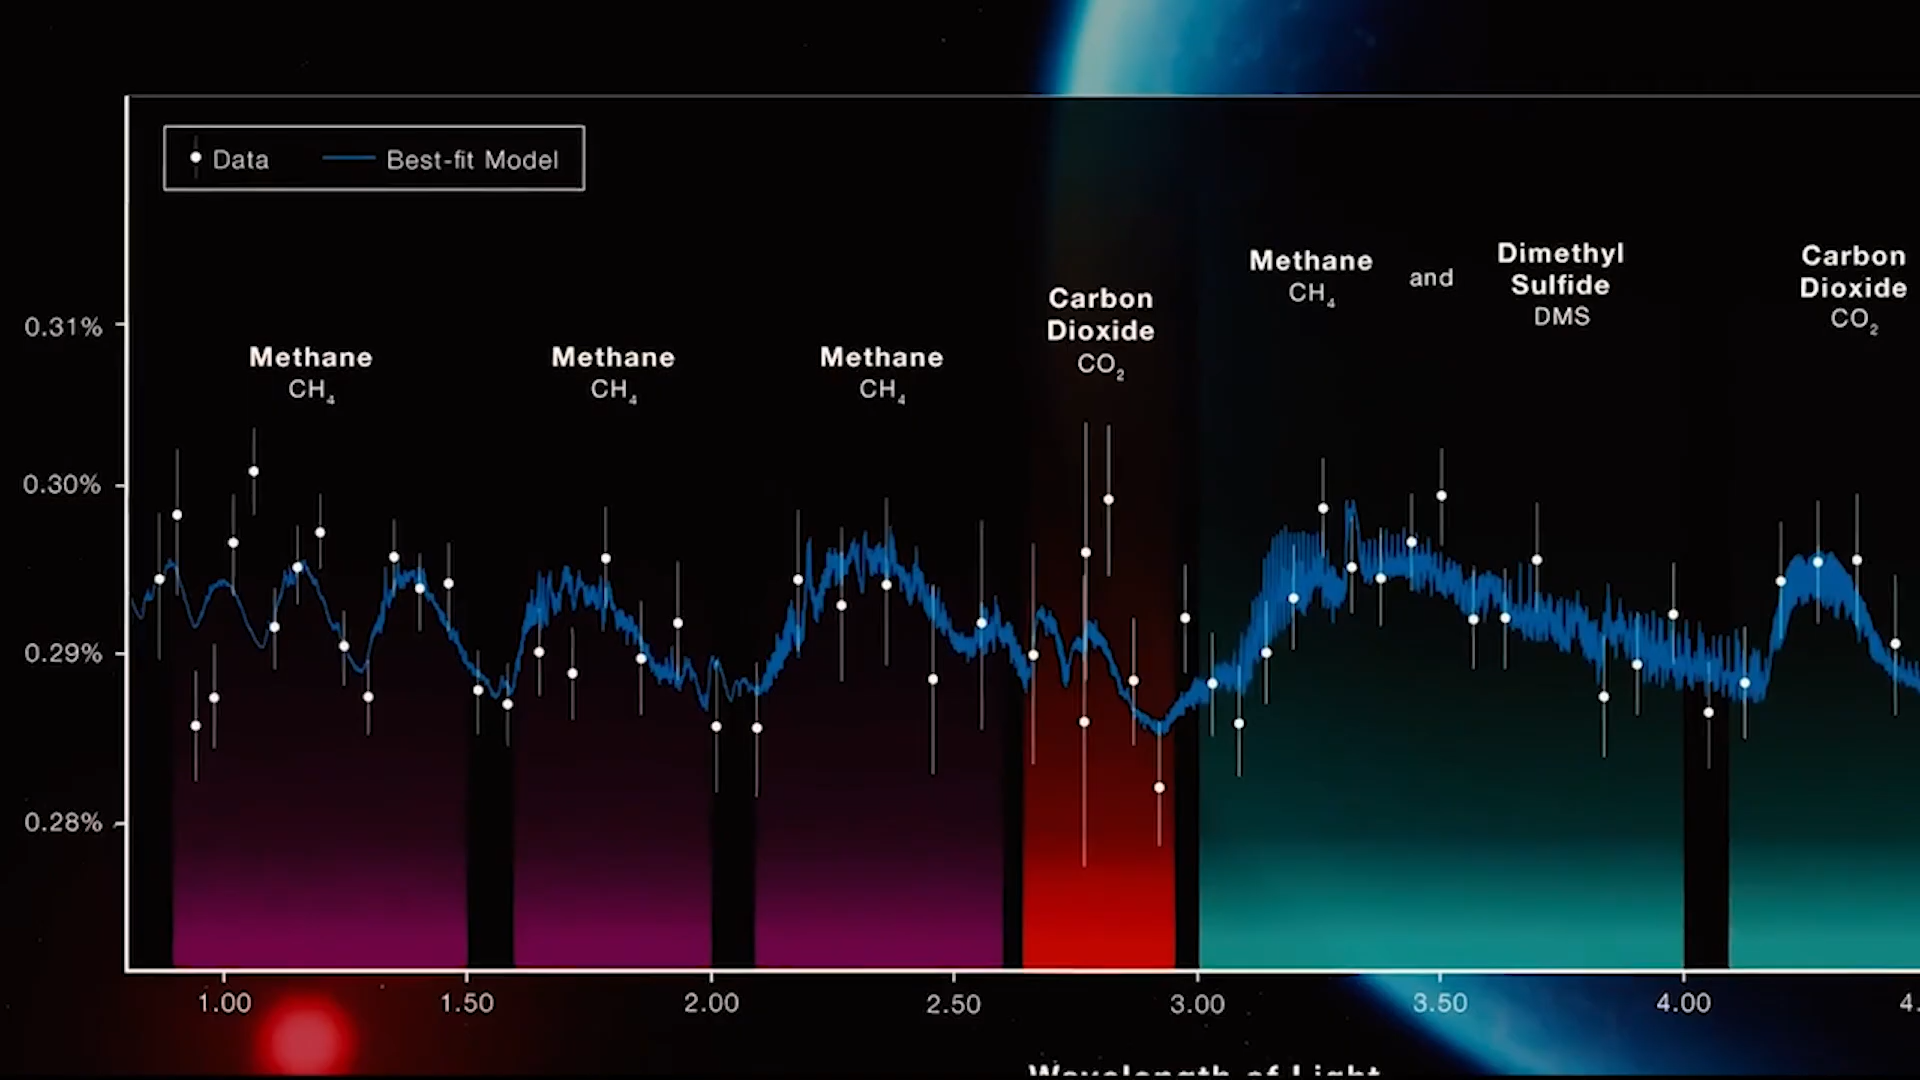 Data Best-fit Model
Methane and Dimethyl Sulfide
CH₄ DMS
Carbon Dioxide
CO₂
Carbon Dioxide
CO₂
Methane
CH₄
Methane
CH₄
Methane
CH₄
0.31%
0.30%
0.29%
0.28%
1.00 1.50 2.00 2.50 3.00 3.50 4.00 4.
Wavelength of Light